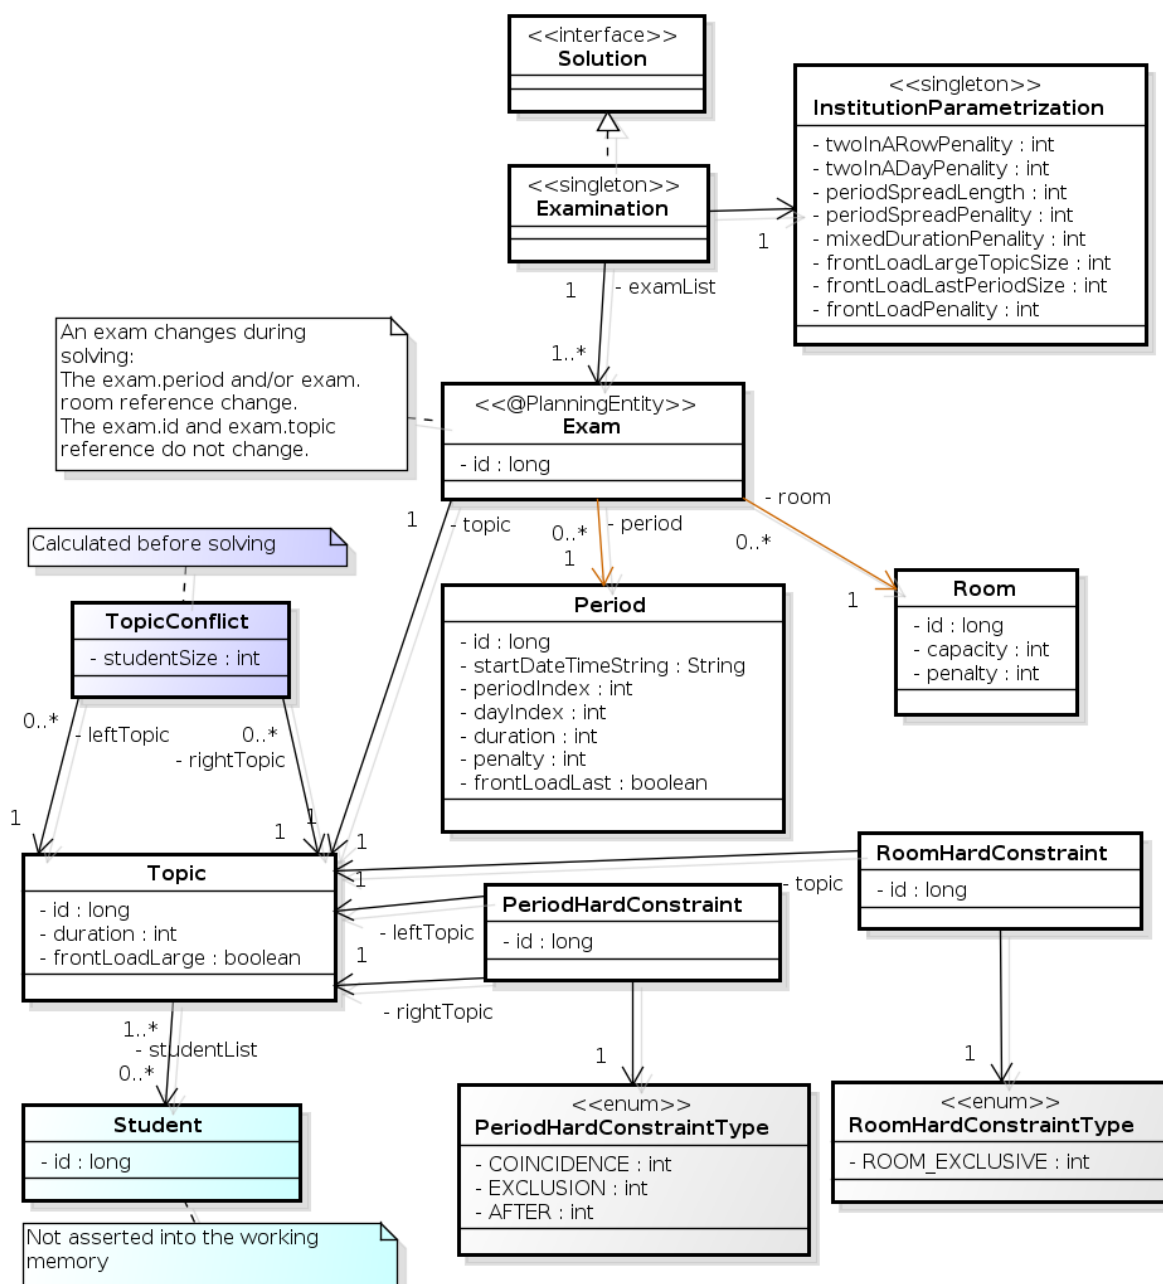 <<interface>>
Solution
<<singleton>>
InstitutionParametrization
- twoInARowPenality : int
- twoInADayPenality : int
- periodSpreadLength : int
- periodSpreadPenality : int
- mixedDurationPenality : int
- frontLoadLargeTopicSize : int
- frontLoadLastPeriodSize : int
- frontLoadPenality : int
<<singleton>>
Examination
1
1
- examList
1..*
An exam changes during
solving:
The exam.period and/or exam.
room reference change.
The exam.id and exam.topic
reference do not change.
<<@PlanningEntity>>
Exam
- id : long
1
- topic
0..*
- period
1
- room
0..*
1
Calculated before solving
TopicConflict
- studentSize : int
0..*
- leftTopic
0..*
- rightTopic
1
1
1
1
Period
- id : long
- startDateTimeString : String
- periodIndex : int
- dayIndex : int
- duration : int
- penalty : int
- frontLoadLast : boolean
Room
- id : long
- capacity : int
- penalty : int
Topic
- id : long
- duration : int
- frontLoadLarge : boolean
1
- leftTopic
1
- rightTopic
- topic
PeriodHardConstraint
- id : long
RoomHardConstraint
- id : long
1..*
- studentList
0..*
1
1
Student
- id : long
Not asserted into the working
memory
<<enum>>
PeriodHardConstraintType
- COINCIDENCE : int
- EXCLUSION : int
- AFTER : int
<<enum>>
RoomHardConstraintType
- ROOM_EXCLUSIVE : int